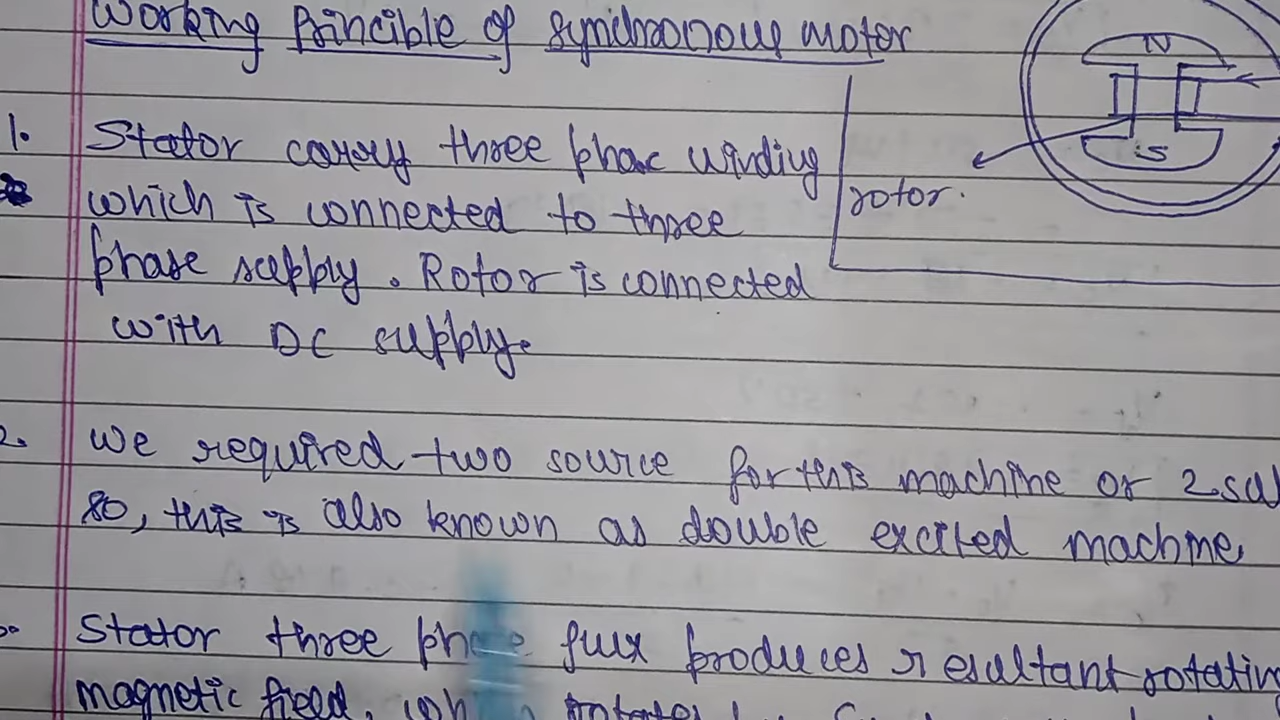 Working Principle of Synchronous motor
N
S
rotor.
1. Stator carry three phase winding
which is connected to three
phase supply. Rotor is connected
with DC supply.
2. We required two source for this machine or 2
so, this is also known as double excited machine
Stator three phase flux produces resultant rotatin
magnetic field.